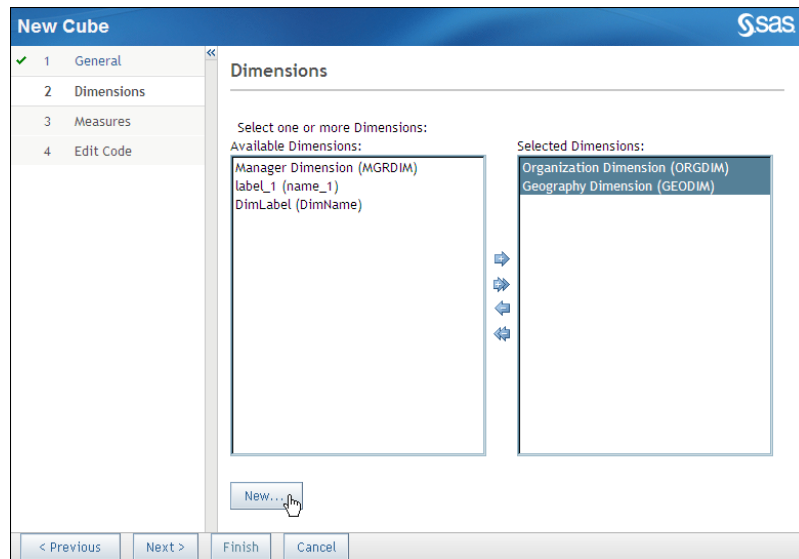 New Cube
sas
1 General
2 Dimensions
3 Measures
4 Edit Code
«
Dimensions
Select one or more Dimensions:
Available Dimensions:
Manager Dimension (MGRDIM)
label_1 (name_1)
DimLabel (DimName)
Selected Dimensions:
Organization Dimension (ORGDIM)
Geography Dimension (GEODIM)
New...
< Previous
Next >
Finish
Cancel